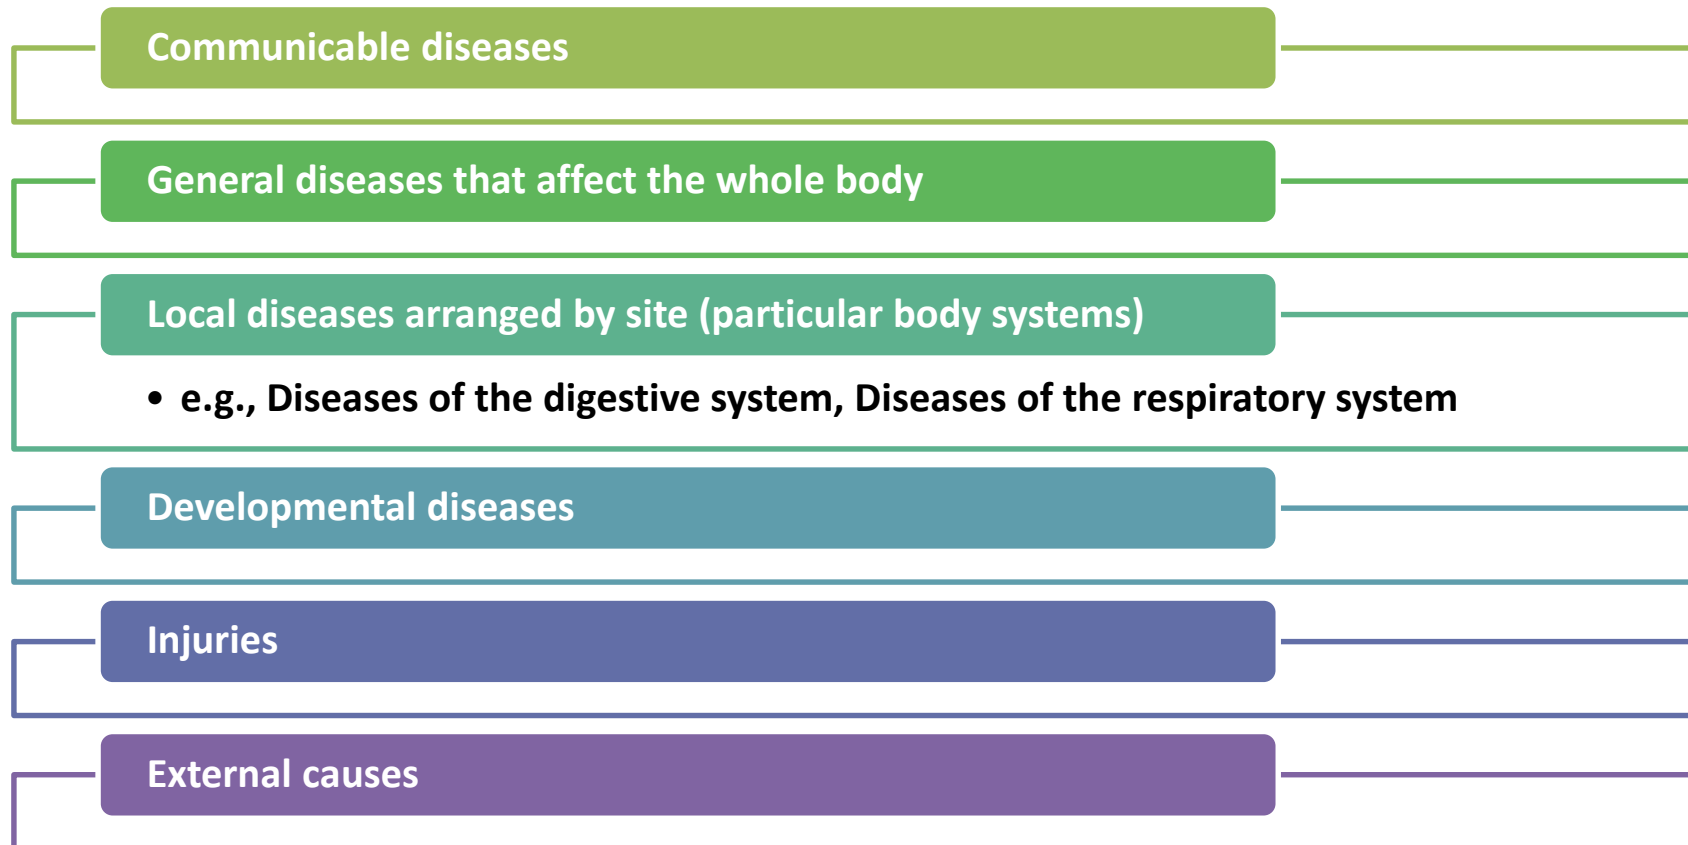 Communicable diseases
General diseases that affect the whole body
Local diseases arranged by site (particular body systems)
• e.g., Diseases of the digestive system, Diseases of the respiratory system
Developmental diseases
Injuries
External causes